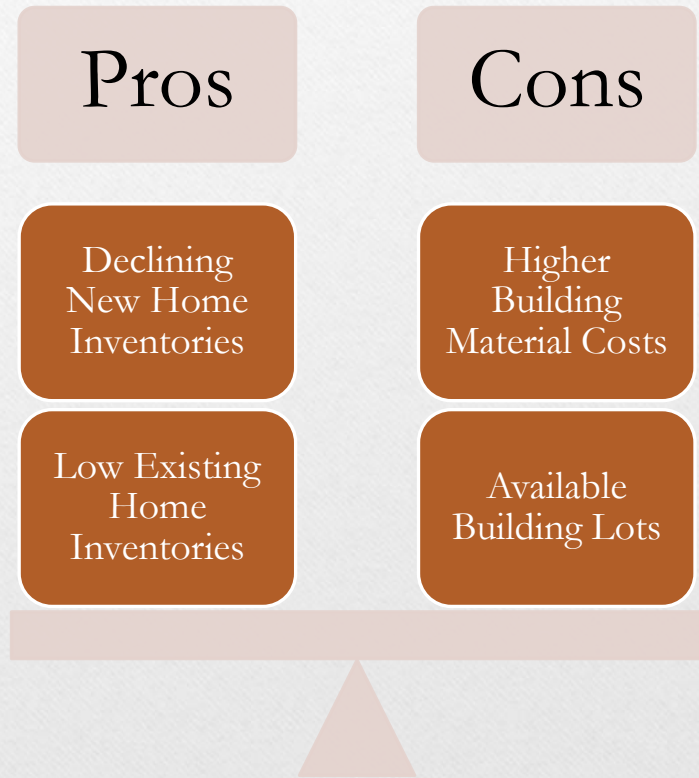 Pros
Declining
New Home
Inventories
Low Existing
Home
Inventories
Cons
Higher
Building
Material Costs
Available
Building Lots